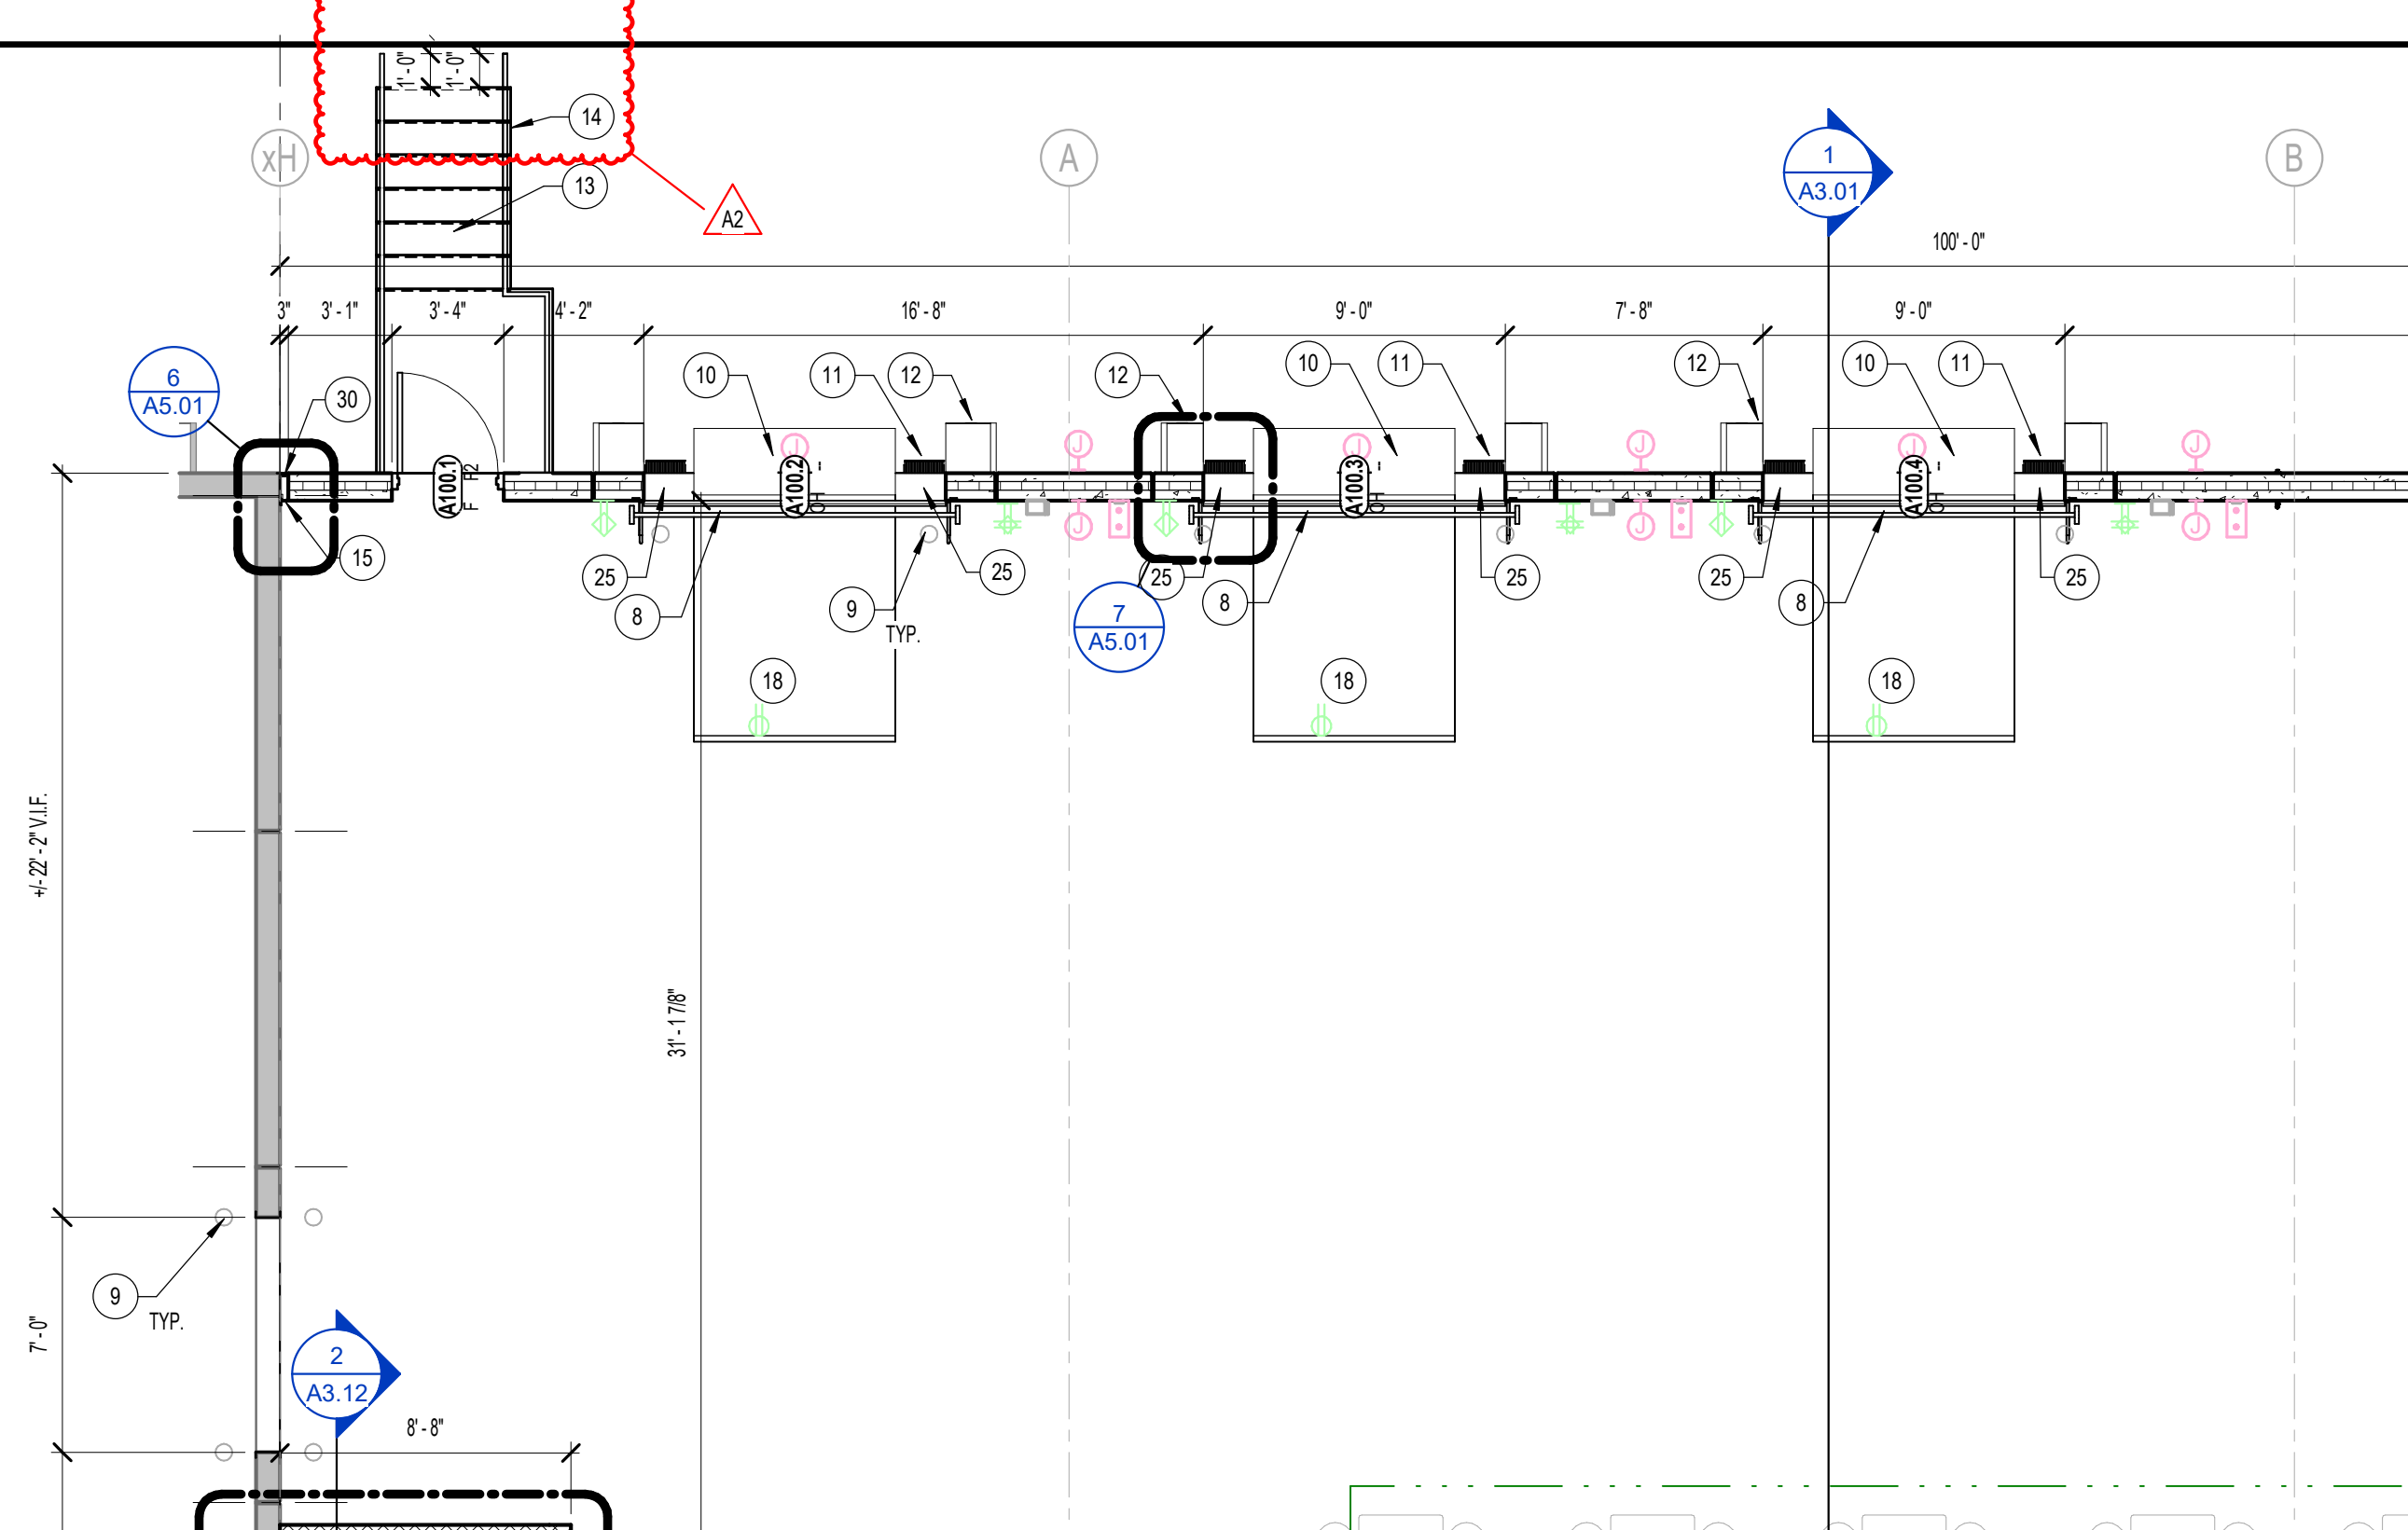 1' - 0"
1' - 0"
14
xH
13
A
B
A2
1
A3.01
100' - 0"
3"
3' - 1"
3' - 4"
4' - 2"
16' - 8"
9' - 0"
7' - 8"
9' - 0"
6
A5.01
30
10
11
12
12
10
11
12
10
11
J
J
J
J
J
J
A100.1
F
A100.2
--
A100.3
--
A100.4
--
J
J
J
15
25
8
9
TYP.
25
25
8
25
25
8
25
7
A5.01
18
18
18
+/- 22' - 2" V.I.F.
31' - 1 7/8"
9
TYP.
7' - 0"
2
A3.12
8' - 8"